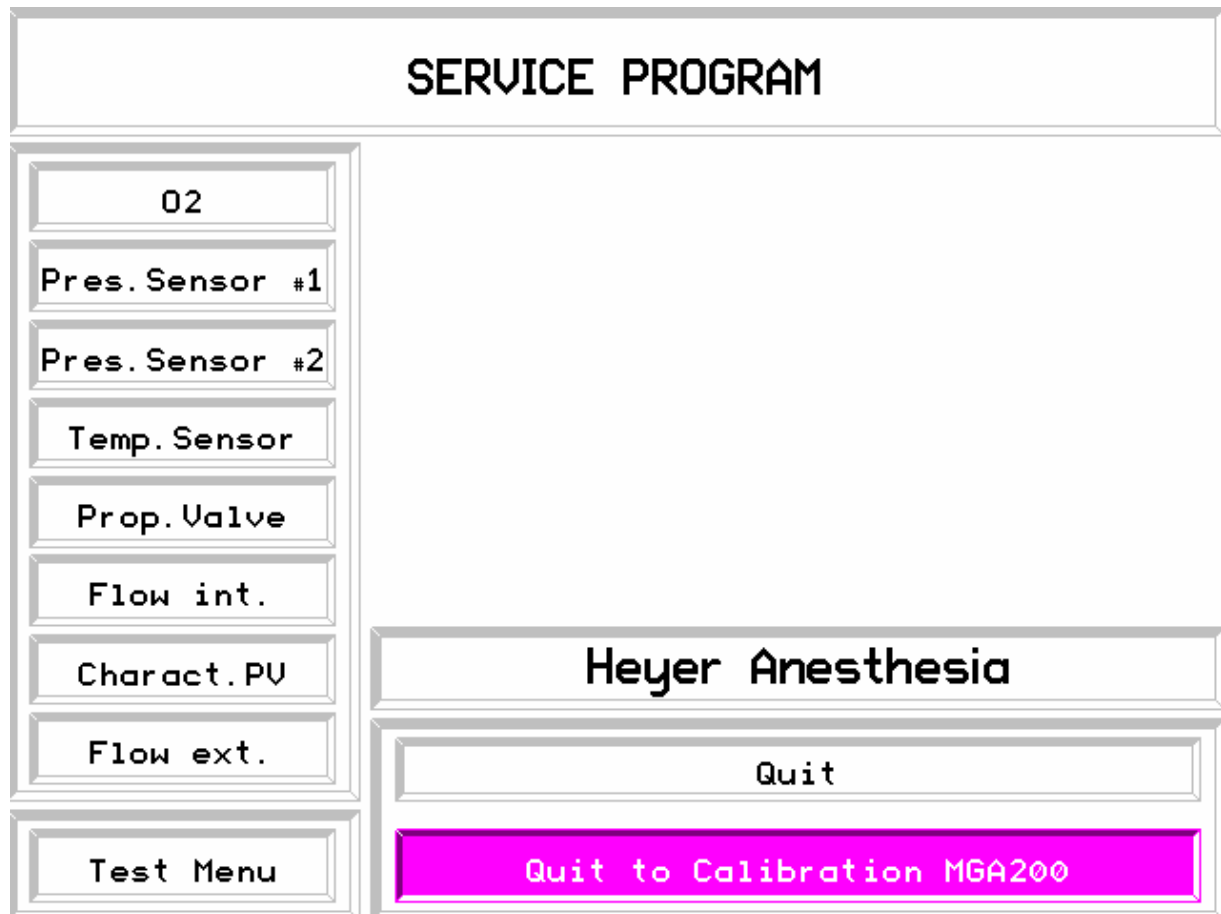 SERVICE PROGRAM
O2
Pres.Sensor #1
Pres.Sensor #2
Temp.Sensor
Prop.Valve
Flow int.
Charact.PV
Flow ext.
Test Menu
Heyer Anesthesia
Quit
Quit to Calibration MGA200